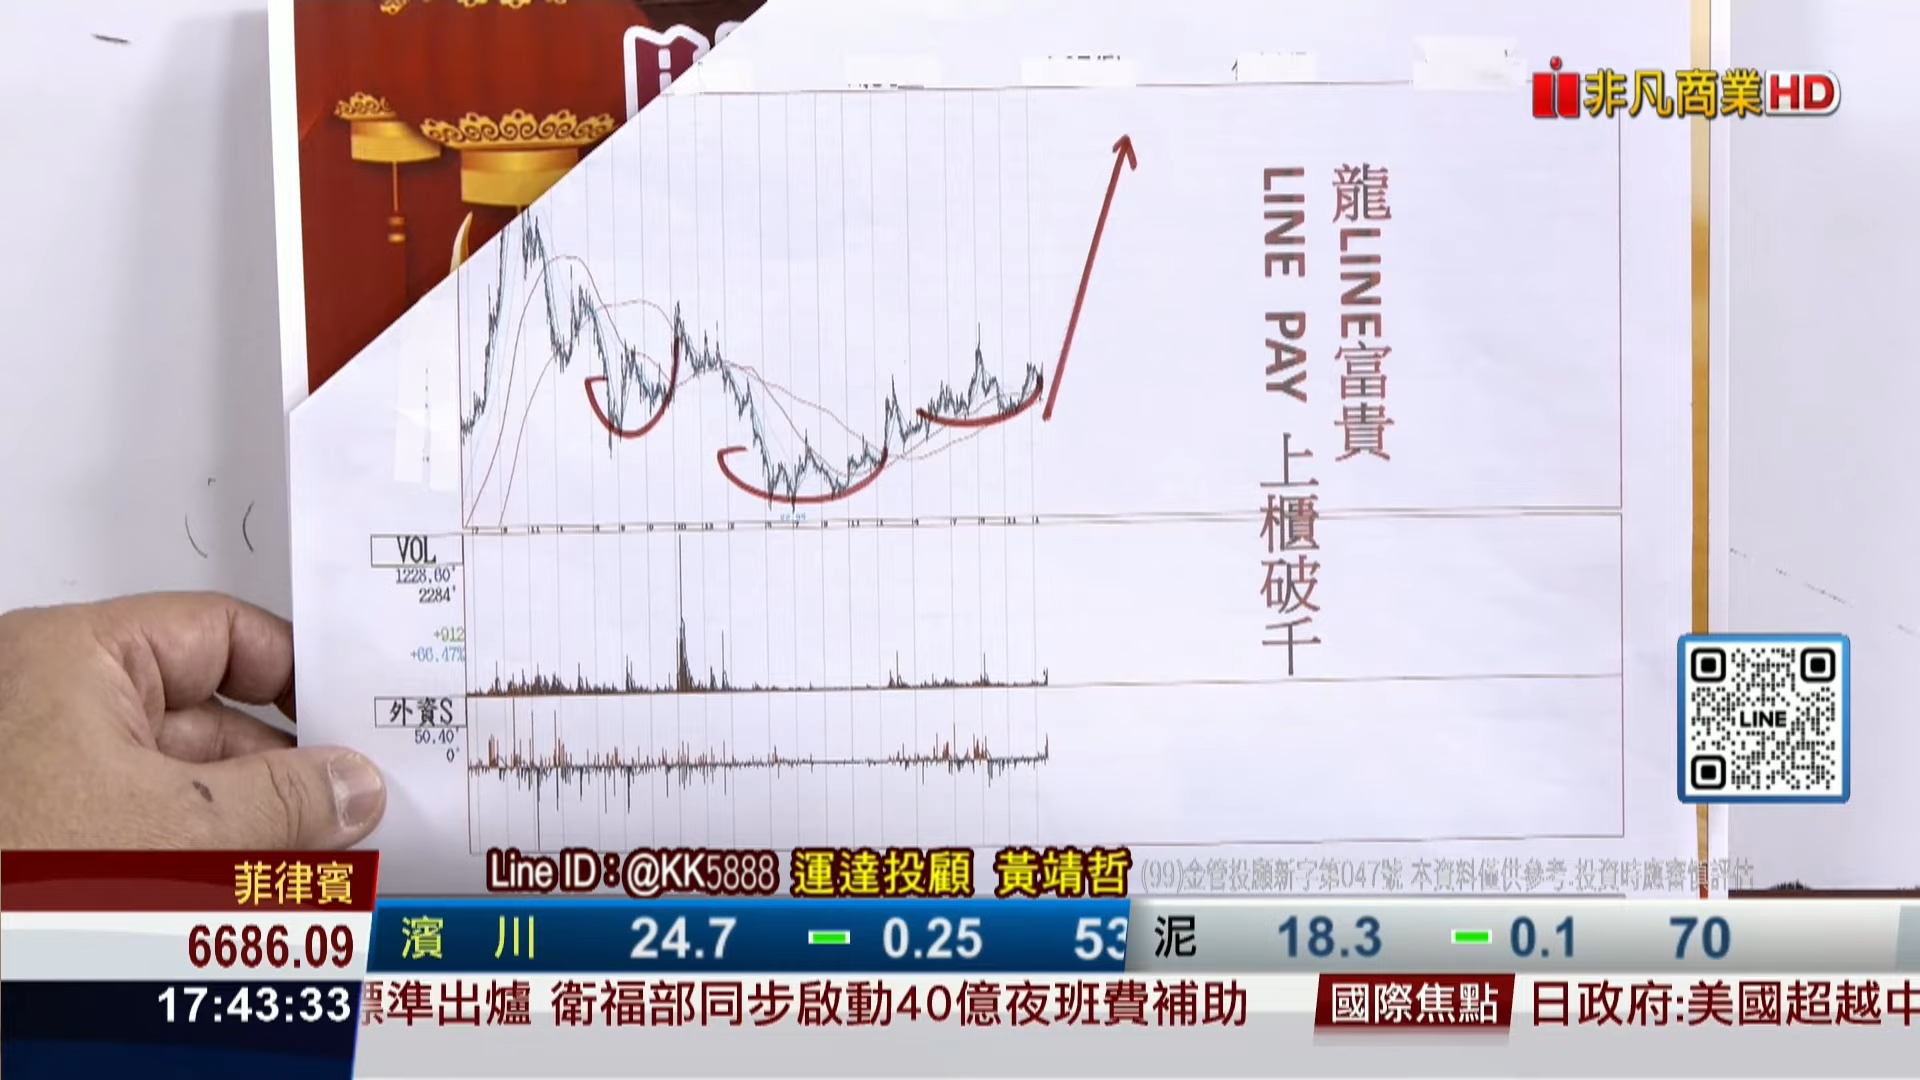 非凡商業HD
龍LINE富貴
LINE PAY 上櫃破千
VOL
1228.60'
2284'
+912
+66.47%
外資S
50.40'
0'
LINE
Line ID：@KK5888 運達投顧 黃靖哲
(99)金管投顧新字第047號 本資料僅供參考.投資時應審慎評估
菲律賓
6686.09
濱川 24.7 0.25 53
泥 18.3 0.1 70
17:43:33
標準出爐 衛福部同步啟動40億夜班費補助
國際焦點 日政府:美國超越中